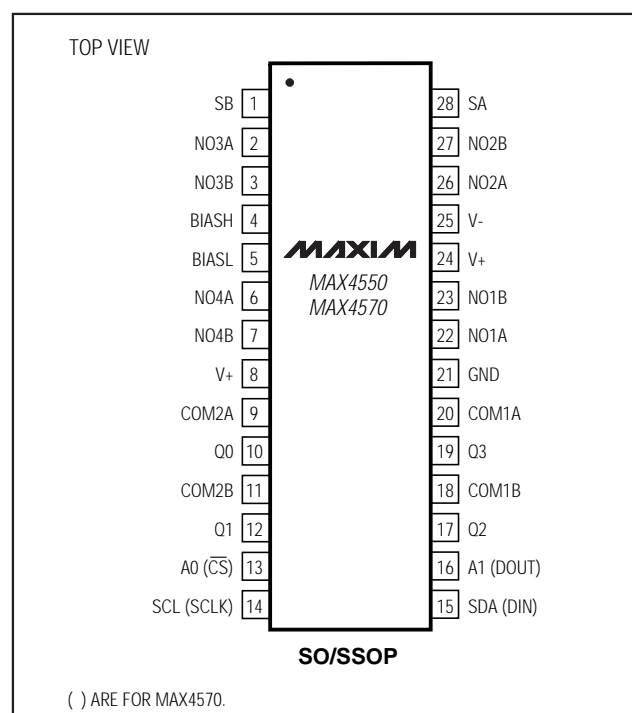 TOP VIEW
SB 1
NO3A 2
NO3B 3
BIASH 4
BIASL 5
NO4A 6
NO4B 7
V+ 8
COM2A 9
Q0 10
COM2B 11
Q1 12
A0 (C̅S̅) 13
SCL (SCLK) 14
MAXIM
MAX4550
MAX4570
28 SA
27 NO2B
26 NO2A
25 V-
24 V+
23 NO1B
22 NO1A
21 GND
20 COM1A
19 Q3
18 COM1B
17 Q2
16 A1 (DOUT)
15 SDA (DIN)
SO/SSOP
( ) ARE FOR MAX4570.